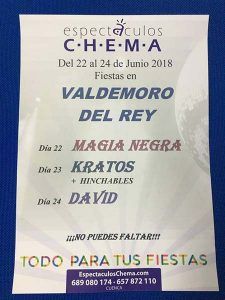 espectáculos
C·H·E·M·A
Del 22 al 24 de Junio 2018
Fiestas en
VALDEMORO
DEL REY
Día 22 MAGIA NEGRA
Día 23 KRATOS
+ HINCHABLES
Día 24 DAVID
¡¡¡NO PUEDES FALTAR!!!
TODO PARA TUS FIESTAS
EspectaculosChema.com
689 080 174 - 657 872 110
CUENCA